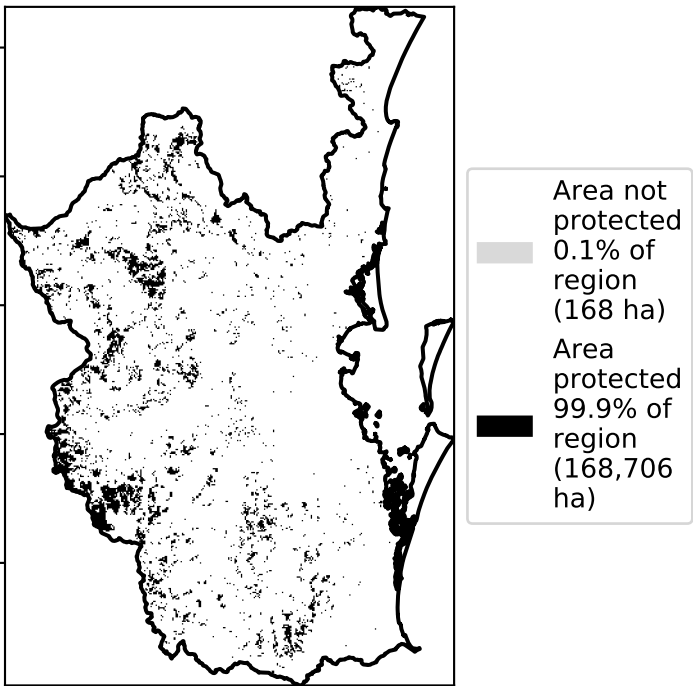 Area not
protected
0.1% of
region
(168 ha)
Area
protected
99.9% of
region
(168,706
ha)